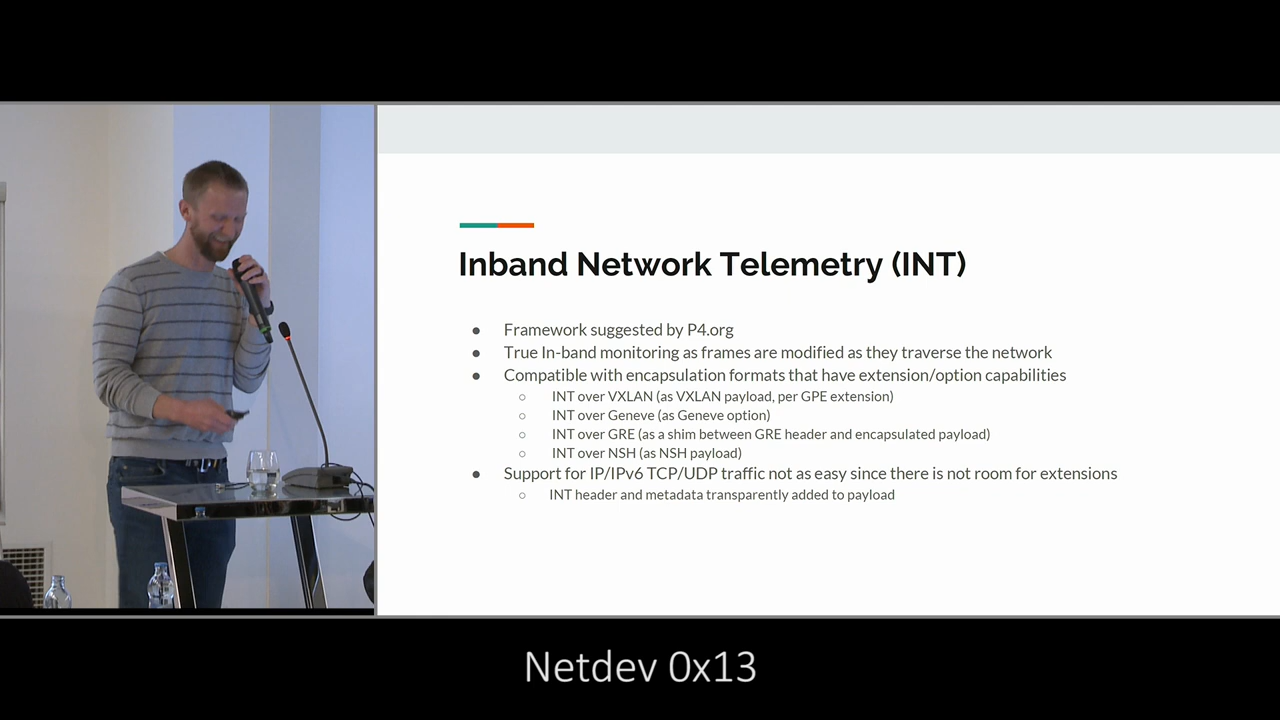 Inband Network Telemetry (INT)
● Framework suggested by P4.org
● True In-band monitoring as frames are modified as they traverse the network
● Compatible with encapsulation formats that have extension/option capabilities
○ INT over VXLAN (as VXLAN payload, per GPE extension)
○ INT over Geneve (as Geneve option)
○ INT over GRE (as a shim between GRE header and encapsulated payload)
○ INT over NSH (as NSH payload)
● Support for IP/IPv6 TCP/UDP traffic not as easy since there is not room for extensions
○ INT header and metadata transparently added to payload
Netdev 0x13